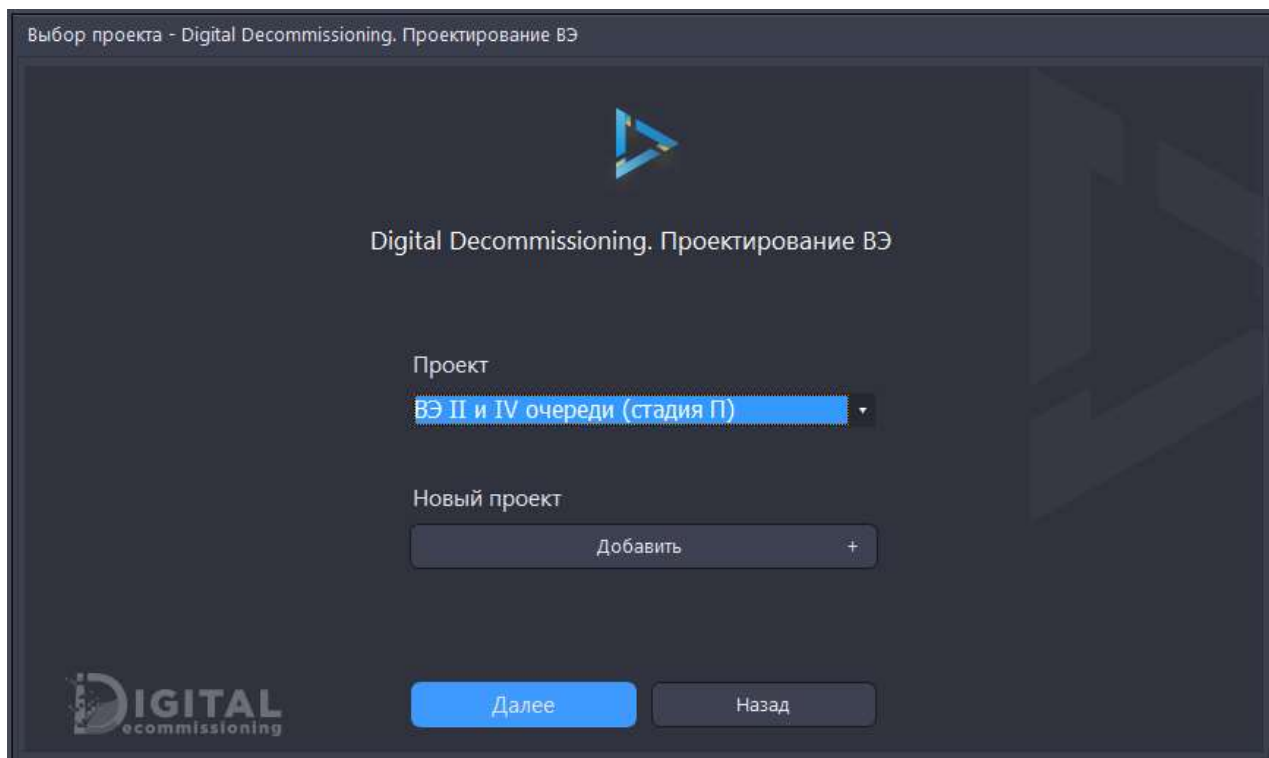 Выбор проекта - Digital Decommissioning. Проектирование ВЭ
Digital Decommissioning. Проектирование ВЭ
Проект
ВЭ II и IV очереди (стадия П)
Новый проект
Добавить +
Далее
Назад
DIGITAL
ecommissioning